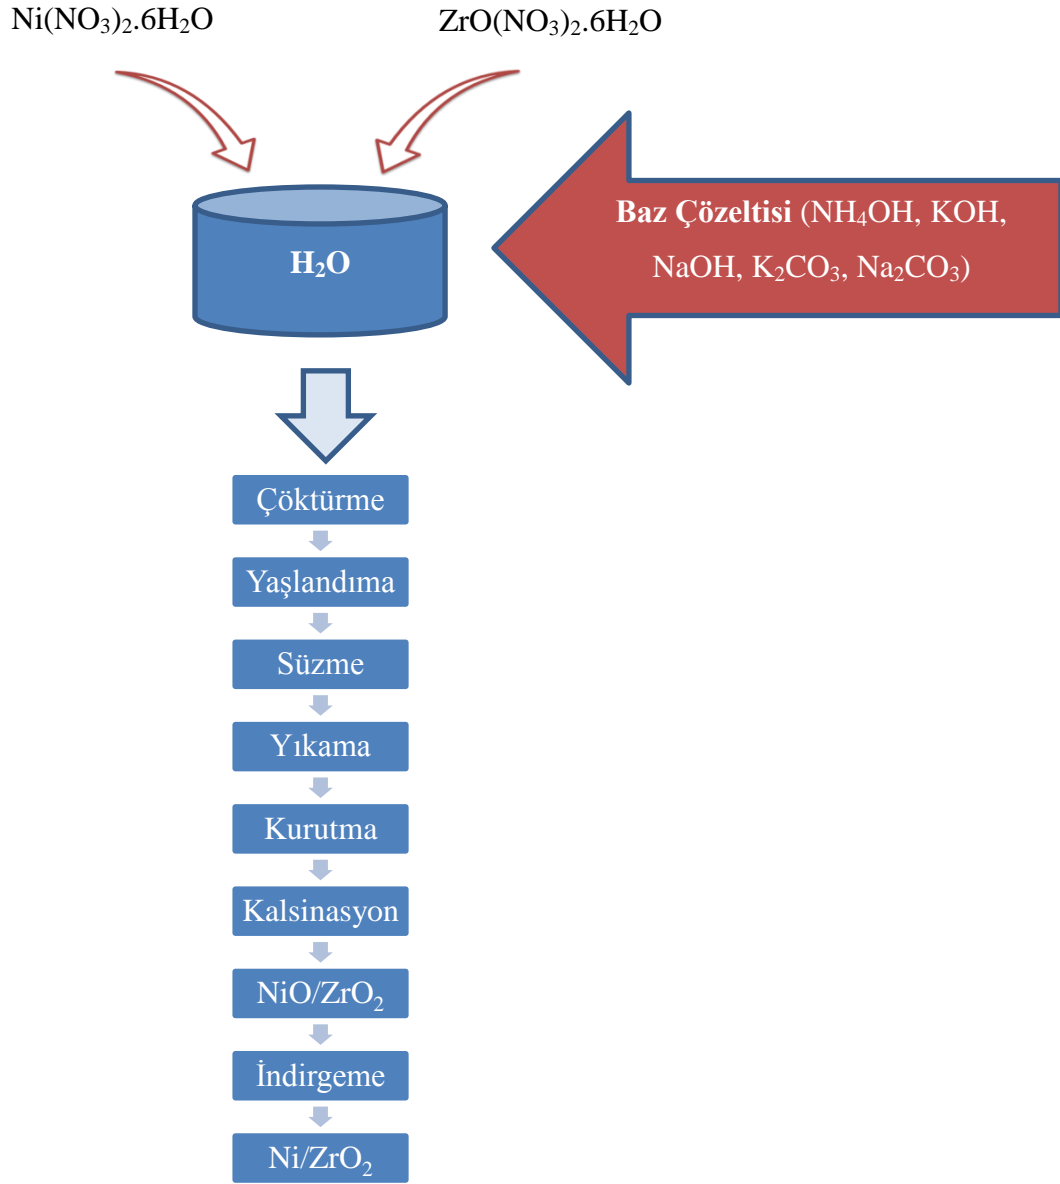 Ni(NO₃)₂.6H₂O
ZrO(NO₃)₂.6H₂O
H₂O
Baz Çözeltisi (NH₄OH, KOH,
NaOH, K₂CO₃, Na₂CO₃)
Çöktürme
Yaşlandıma
Süzme
Yıkama
Kurutma
Kalsinasyon
NiO/ZrO₂
İndirgeme
Ni/ZrO₂